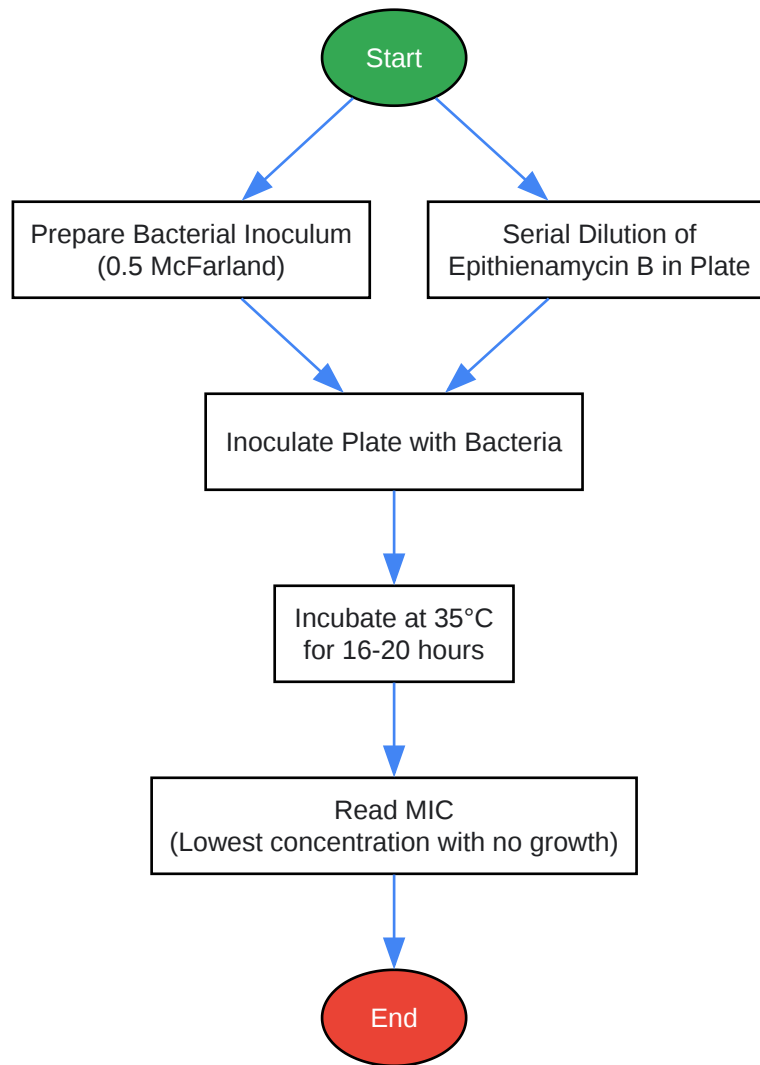 Start
Prepare Bacterial Inoculum
(0.5 McFarland)
Serial Dilution of
Epithienamycin B in Plate
Inoculate Plate with Bacteria
Incubate at 35°C
for 16-20 hours
Read MIC
(Lowest concentration with no growth)
End